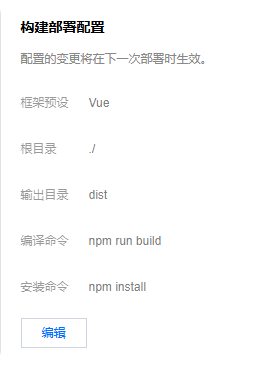 构建部署配置
配置的变更将在下一次部署时生效。
框架预设 Vue
根目录 ./
输出目录 dist
编译命令 npm run build
安装命令 npm install
编辑